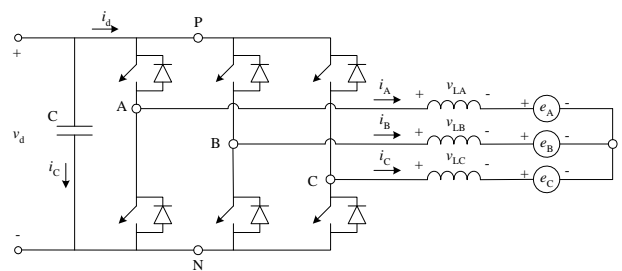 i_d
P
+
i_A
+
v_LA
-
+
e_A
-
A
C
i_B
+
v_LB
-
+
e_B
-
B
v_d
i_C
i_C
+
v_LC
-
+
e_C
-
C
-
N